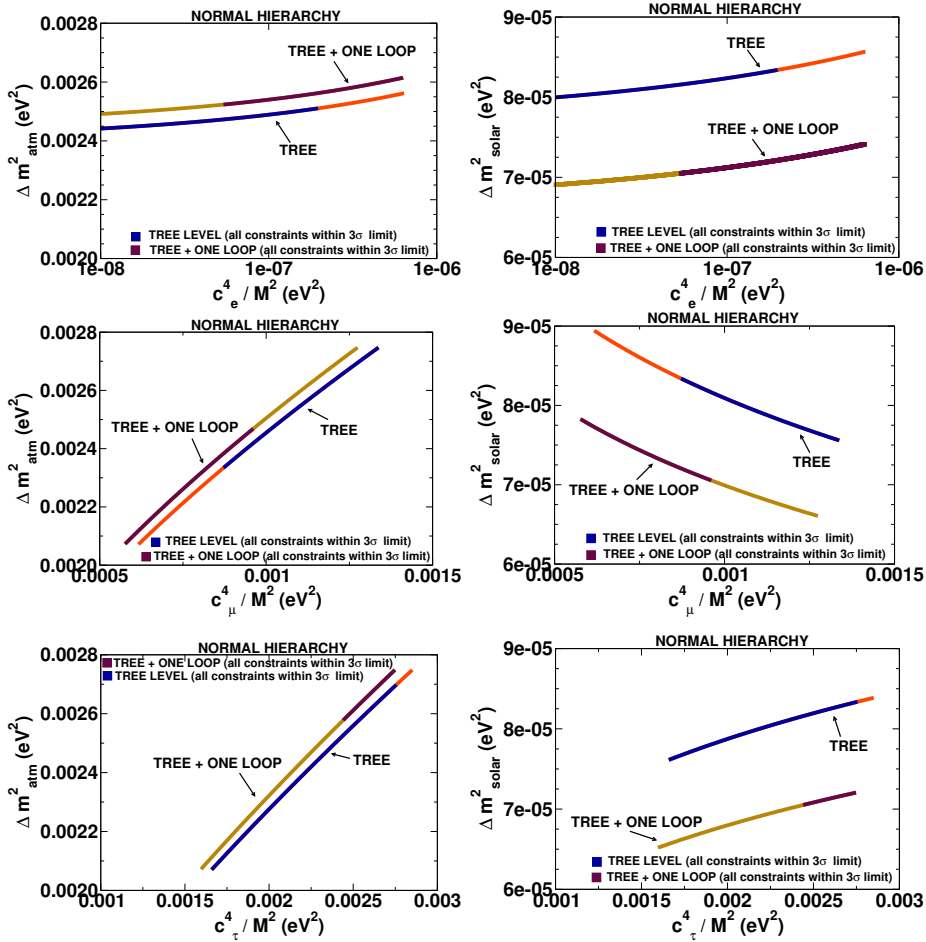 NORMAL HIERARCHY
0.0028
0.0026
0.0024
0.0022
0.0020
Δ m²atm (eV²)
TREE + ONE LOOP
TREE
TREE LEVEL (all constraints within 3σ limit)
TREE + ONE LOOP (all constraints within 3σ limit)
1e-08 1e-07 1e-06
c⁴e / M² (eV²)
NORMAL HIERARCHY
9e-05
8e-05
7e-05
6e-05
Δ m²solar (eV²)
TREE
TREE + ONE LOOP
TREE LEVEL (all constraints within 3σ limit)
TREE + ONE LOOP (all constraints within 3σ limit)
1e-08 1e-07 1e-06
c⁴e / M² (eV²)
NORMAL HIERARCHY
0.0028
0.0026
0.0024
0.0022
0.0020
Δ m²atm (eV²)
TREE + ONE LOOP
TREE
TREE LEVEL (all constraints within 3σ limit)
TREE + ONE LOOP (all constraints within 3σ limit)
0.0005 0.001 0.0015
c⁴μ / M² (eV²)
NORMAL HIERARCHY
9e-05
8e-05
7e-05
6e-05
Δ m²solar (eV²)
TREE
TREE + ONE LOOP
TREE LEVEL (all constraints within 3σ limit)
TREE + ONE LOOP (all constraints within 3σ limit)
0.0005 0.001 0.0015
c⁴μ / M² (eV²)
NORMAL HIERARCHY
0.0028
0.0026
0.0024
0.0022
0.0020
Δ m²atm (eV²)
TREE + ONE LOOP (all constraints within 3σ limit)
TREE LEVEL (all constraints within 3σ limit)
TREE + ONE LOOP
TREE
0.001 0.0015 0.002 0.0025 0.003
c⁴τ / M² (eV²)
NORMAL HIERARCHY
9e-05
8e-05
7e-05
6e-05
Δ m²solar (eV²)
TREE
TREE + ONE LOOP
TREE LEVEL (all constraints within 3σ limit)
TREE + ONE LOOP (all constraints within 3σ limit)
0.001 0.0015 0.002 0.0025 0.003
c⁴τ / M² (eV²)